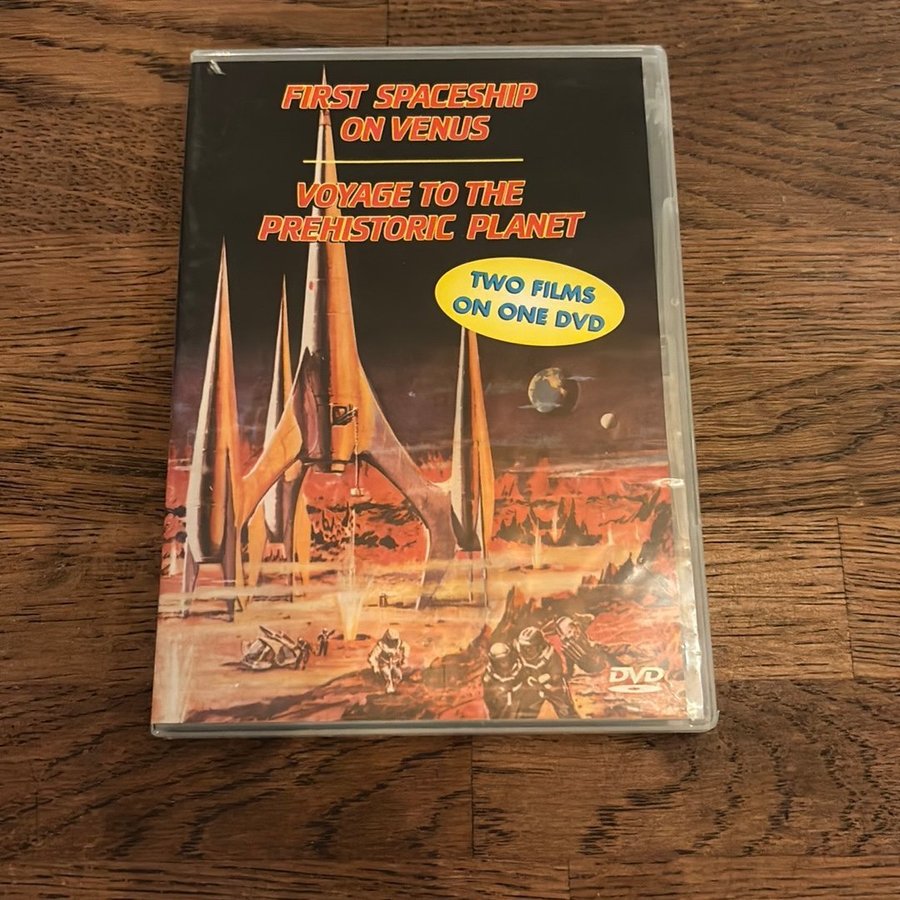 FIRST SPACESHIP
ON VENUS
VOYAGE TO THE
PREHISTORIC PLANET
TWO FILMS
ON ONE DVD
DVD